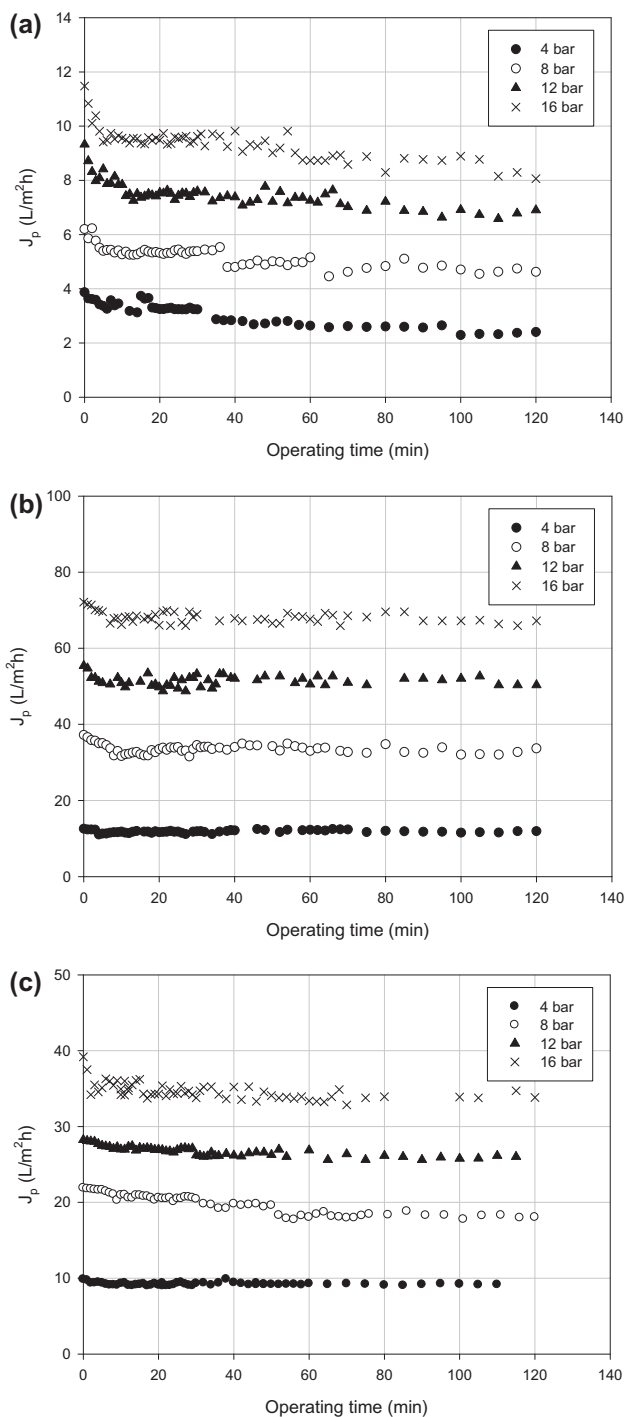 (a)
14
12
10
8
6
4
2
0
Jp (L/m²h)
4 bar
8 bar
12 bar
16 bar
0 20 40 60 80 100 120 140
Operating time (min)
(b)
100
80
60
40
20
0
Jp (L/m²h)
4 bar
8 bar
12 bar
16 bar
0 20 40 60 80 100 120 140
Operating time (min)
(c)
50
40
30
20
10
0
Jp (L/m²h)
4 bar
8 bar
12 bar
16 bar
0 20 40 60 80 100 120 140
Operating time (min)